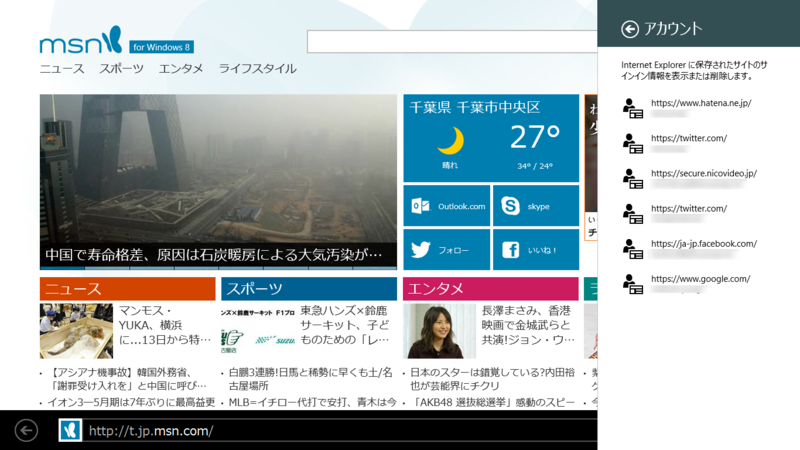 msn for Windows 8
ニュース スポーツ エンタメ ライフスタイル
中国で寿命格差、原因は石炭暖房による大気汚染が…
千葉県 千葉市中央区
27°
晴れ
34° / 24°
Outlook.com
skype
フォロー
いいね！
ニュース
マンモス・
YUKA、横浜
に…13日から特…
【アシアナ機事故】韓国外務省、
「謝罪受け入れを」と中国に呼び…
イオン3―5月期は7年ぶりに最高益更
スポーツ
ンズ×鈴鹿サーキット F1プロ
東急ハンズ×鈴鹿
サーキット、子ど
ものための「レ…
白鵬3連勝!日馬と稀勢に早くも土/名
古屋場所
MLB=イチロー代打で安打、青木は今
エンタメ
長澤まさみ、香港
映画で金城武らと
共演!ジョン・ウ…
日本のスターは錯覚している?内田裕
也が芸能界にチクリ
「AKB48 選抜総選挙」感動のスピー
http://t.jp.msn.com/
アカウント
Internet Explorer に保存されたサイトのサ
インイン情報を表示または削除します。
https://www.hatena.ne.jp/
https://twitter.com/
https://secure.nicovideo.jp/
https://twitter.com/
https://ja-jp.facebook.com/
https://www.google.com/